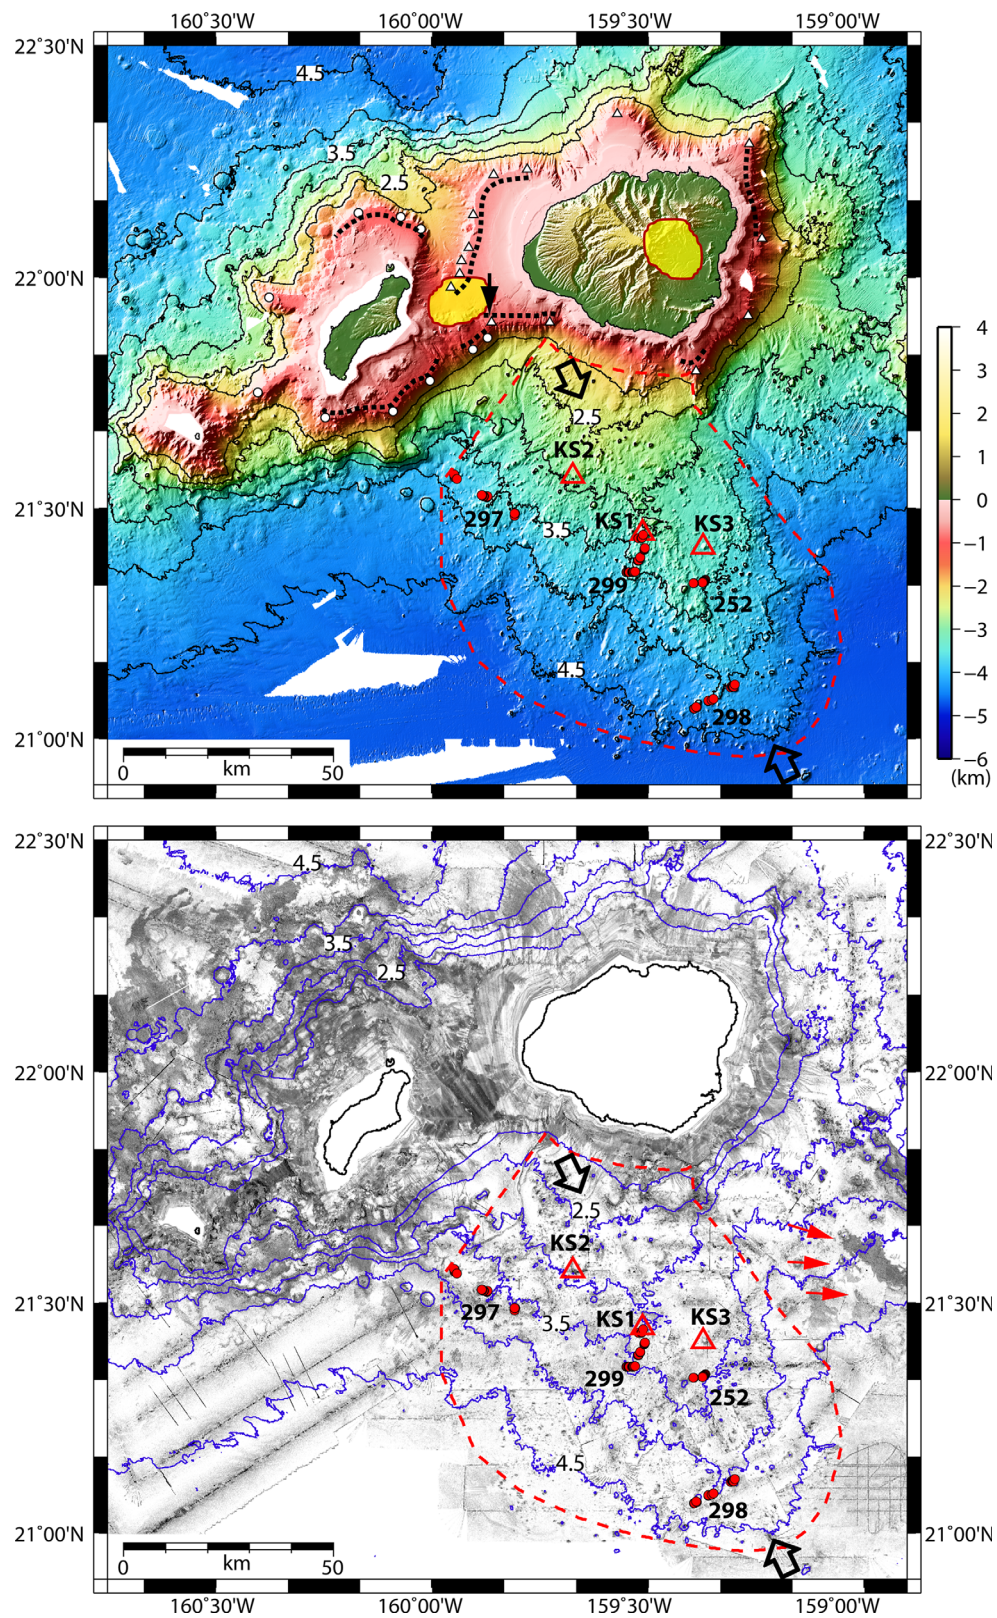 160°30'W 160°00'W 159°30'W 159°00'W
22°30'N
4.5
3.5
2.5
22°00'N
4
3
2
1
0
-1
-2
-3
-4
-5
-6
(km)
2.5
KS2
21°30'N
297
3.5
KS1
KS3
299
252
4.5
298
21°00'N
0 km 50
22°30'N 22°30'N
4.5
3.5
2.5
22°00'N 22°00'N
2.5
KS2
21°30'N 21°30'N
297
3.5
KS1
KS3
299
252
4.5
298
21°00'N 21°00'N
0 km 50
160°30'W 160°00'W 159°30'W 159°00'W